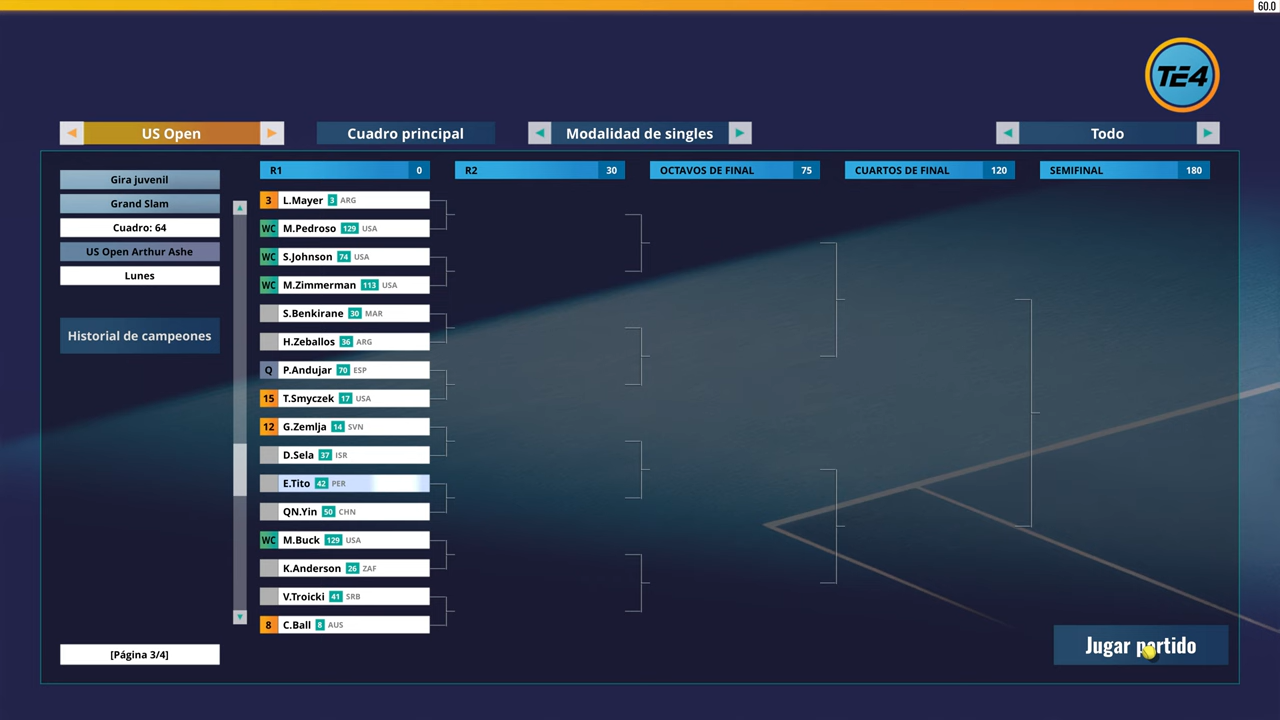 60.0
TE4
US Open
Cuadro principal
Modalidad de singles
Todo
R1 0
R2 30
OCTAVOS DE FINAL 75
CUARTOS DE FINAL 120
SEMIFINAL 180
Gira juvenil
Grand Slam
Cuadro: 64
US Open Arthur Ashe
Lunes
Historial de campeones
3 L.Mayer 3 ARG
WC M.Pedroso 129 USA
WC S.Johnson 74 USA
WC M.Zimmerman 113 USA
S.Benkirane 30 MAR
H.Zeballos 36 ARG
Q P.Andujar 70 ESP
15 T.Smyczek 17 USA
12 G.Zemlja 14 SVN
D.Sela 37 ISR
E.Tito 42 PER
QN.Yin 50 CHN
WC M.Buck 129 USA
K.Anderson 26 ZAF
V.Troicki 41 SRB
8 C.Ball 8 AUS
[Página 3/4]
Jugar partido